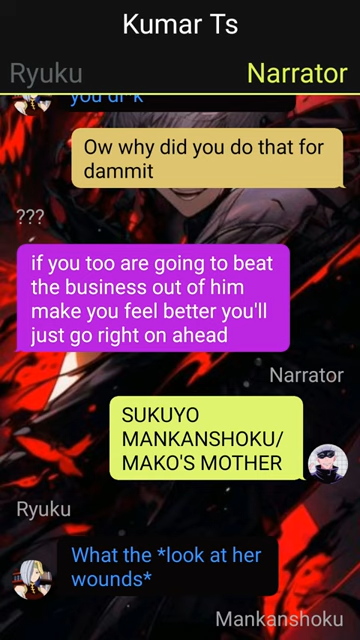 Kumar Ts
Ryuku
Narrator
Ow why did you do that for
dammit
???
if you too are going to beat
the business out of him
make you feel better you'll
just go right on ahead
Narrator
SUKUYO
MANKANSHOKU/
MAKO'S MOTHER
Ryuku
What the *look at her
wounds*
Mankanshoku